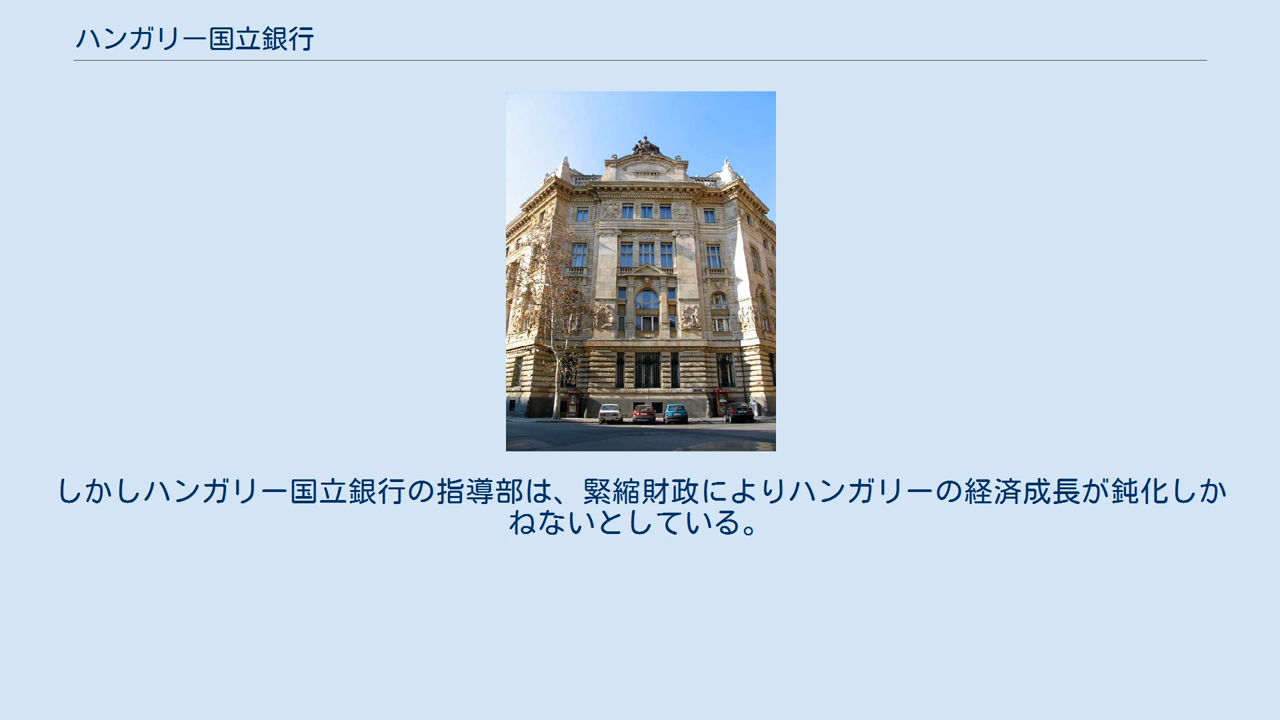 ハンガリー国立銀行
しかしハンガリー国立銀行の指導部は、緊縮財政によりハンガリーの経済成長が鈍化しか
ねないとしている。